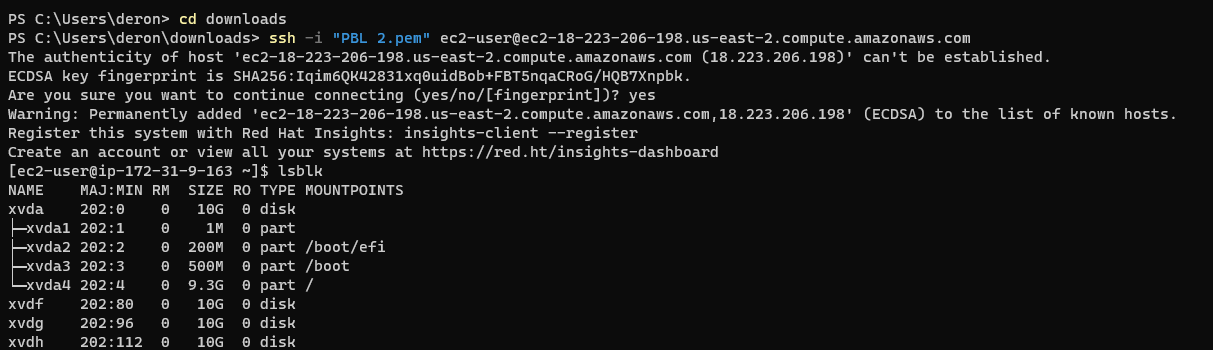 PS C:\Users\deron> cd downloads
PS C:\Users\deron\downloads> ssh -i "PBL 2.pem" ec2-user@ec2-18-223-206-198.us-east-2.compute.amazonaws.com
The authenticity of host 'ec2-18-223-206-198.us-east-2.compute.amazonaws.com (18.223.206.198)' can't be established.
ECDSA key fingerprint is SHA256:Iqim6QK42831xq0uidBob+FBT5nqaCRoG/HQB7Xnpbk.
Are you sure you want to continue connecting (yes/no/[fingerprint])? yes
Warning: Permanently added 'ec2-18-223-206-198.us-east-2.compute.amazonaws.com,18.223.206.198' (ECDSA) to the list of known hosts.
Register this system with Red Hat Insights: insights-client --register
Create an account or view all your systems at https://red.ht/insights-dashboard
[ec2-user@ip-172-31-9-163 ~]$ lsblk
NAME    MAJ:MIN RM  SIZE RO TYPE MOUNTPOINTS
xvda    202:0    0   10G  0 disk
├─xvda1 202:1    0    1M  0 part
├─xvda2 202:2    0  200M  0 part /boot/efi
├─xvda3 202:3    0  500M  0 part /boot
└─xvda4 202:4    0  9.3G  0 part /
xvdf    202:80   0   10G  0 disk
xvdg    202:96   0   10G  0 disk
xvdh    202:112  0   10G  0 disk